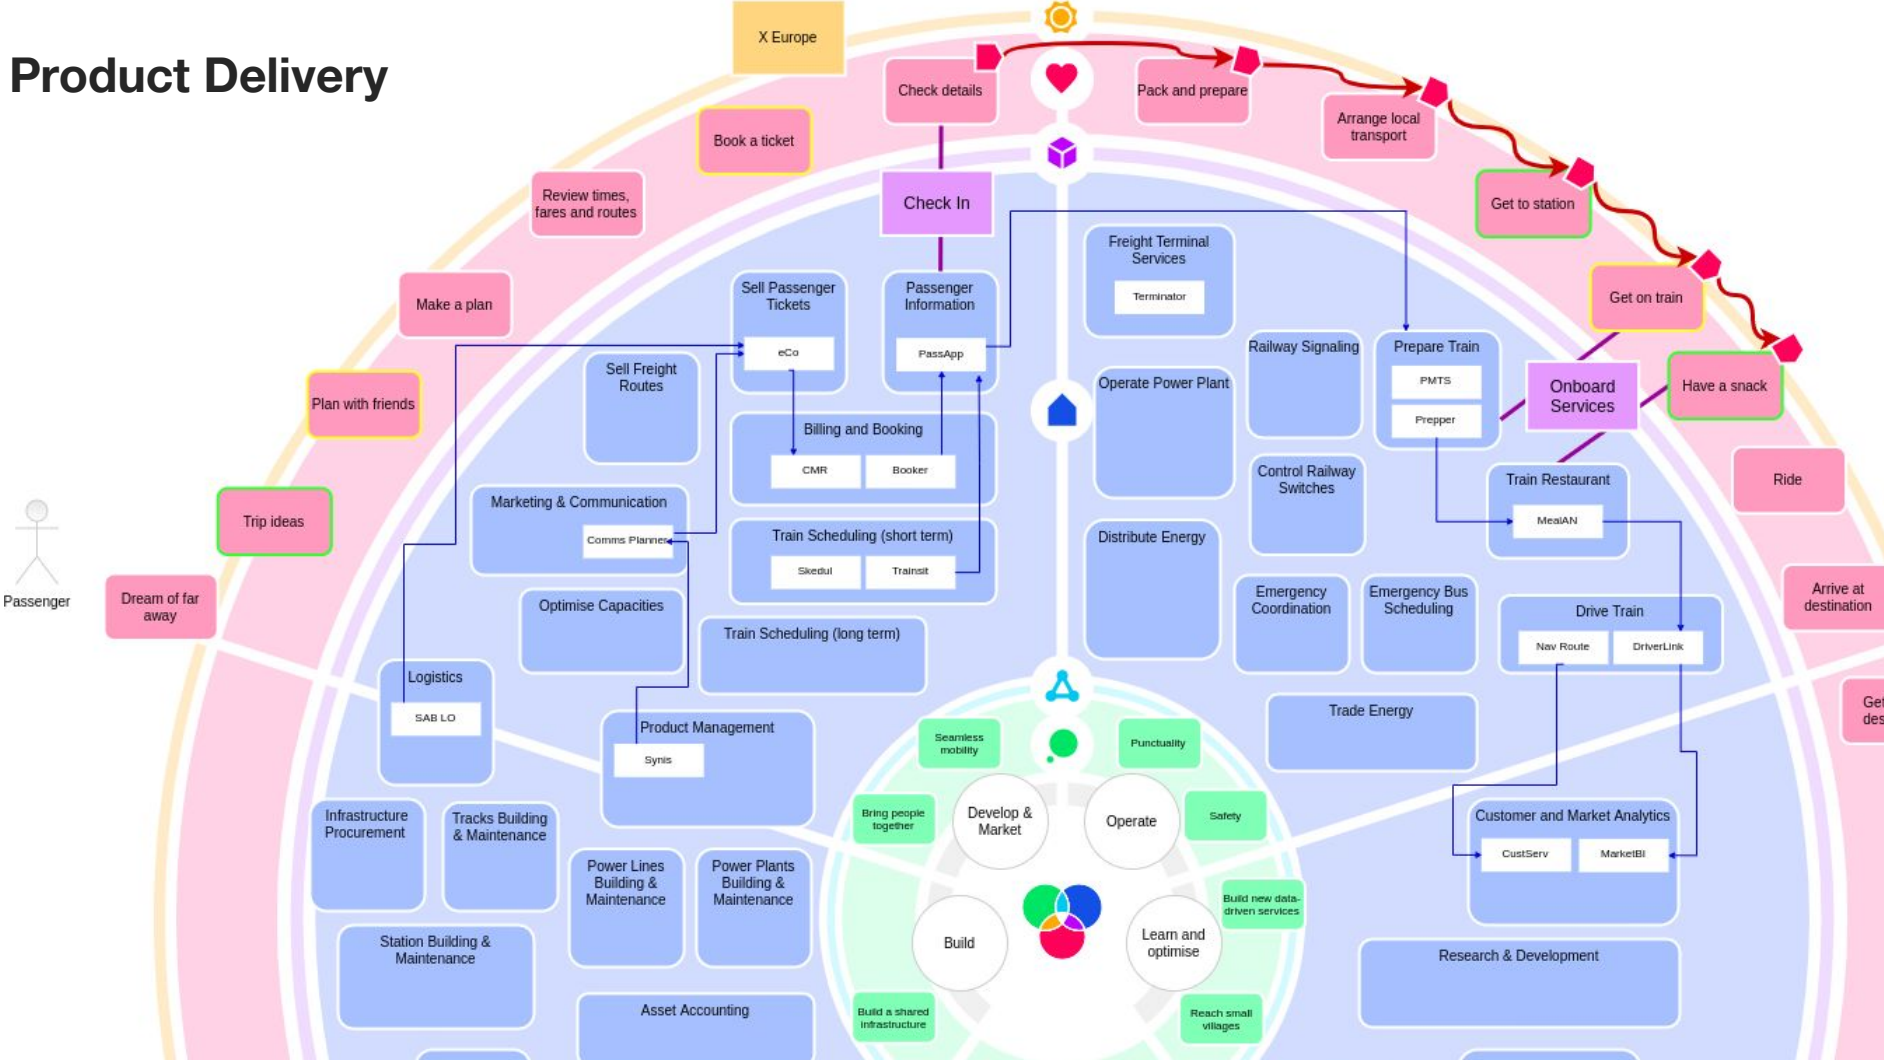 Product Delivery
X Europe
Check details
Pack and prepare
Arrange local
transport
Book a ticket
Review times,
fares and routes
Check In
Get to station
Make a plan
Get on train
Plan with friends
Have a snack
Onboard
Services
Ride
Trip ideas
Passenger
Dream of far
away
Arrive at
destination
Get
des
Sell Passenger
Tickets
eCo
Passenger
Information
PassApp
Freight Terminal
Services
Terminator
Railway Signaling
Prepare Train
PMTS
Prepper
Sell Freight
Routes
Operate Power Plant
Billing and Booking
CMR
Booker
Control Railway
Switches
Train Restaurant
MealAN
Marketing & Communication
Comms Planner
Train Scheduling (short term)
Skedul
Trainsit
Distribute Energy
Optimise Capacities
Emergency
Coordination
Emergency Bus
Scheduling
Drive Train
Nav Route
DriverLink
Train Scheduling (long term)
Logistics
SAB LO
Product Management
Synis
Trade Energy
Seamless
mobility
Punctuality
Bring people
together
Develop &
Market
Operate
Safety
Infrastructure
Procurement
Tracks Building
& Maintenance
Customer and Market Analytics
CustServ
MarketBI
Power Lines
Building &
Maintenance
Power Plants
Building &
Maintenance
Build new data-
driven services
Build
Learn and
optimise
Station Building &
Maintenance
Research & Development
Asset Accounting
Build a shared
infrastructure
Reach small
villages